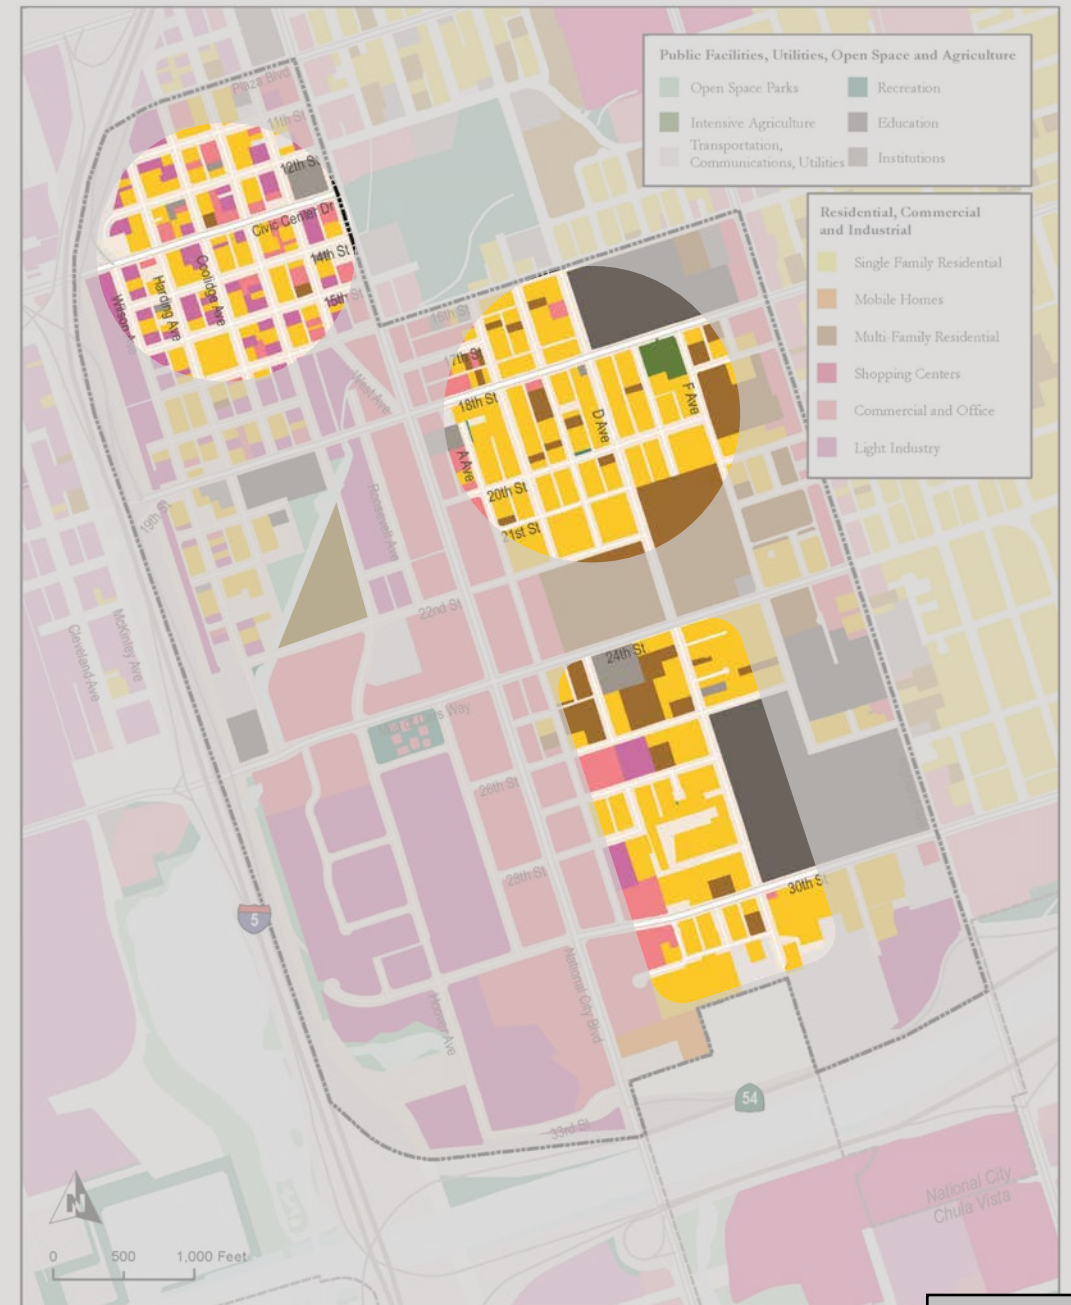 Public Facilities, Utilities, Open Space and Agriculture
Open Space Parks
Recreation
Intensive Agriculture
Education
Transportation,
Communications, Utilities
Institutions
Residential, Commercial
and Industrial
Single Family Residential
Mobile Homes
Multi-Family Residential
Shopping Centers
Commercial and Office
Light Industry
Plaza Blvd
11th St
12th St
Civic Center Dr
14th St
15th St
Wilson
Harding Ave
Coolidge Ave
16th St
17th St
18th St
West Ave
A Ave
D Ave
F Ave
20th St
21st St
19th St
Roosevelt Ave
22nd St
McKinley Ave
Cleveland Ave
24th St
Way
26th St
28th St
30th St
5
National City Blvd
Hoover Ave
54
33rd St
National City
Chula Vista
N
0 500 1,000 Feet